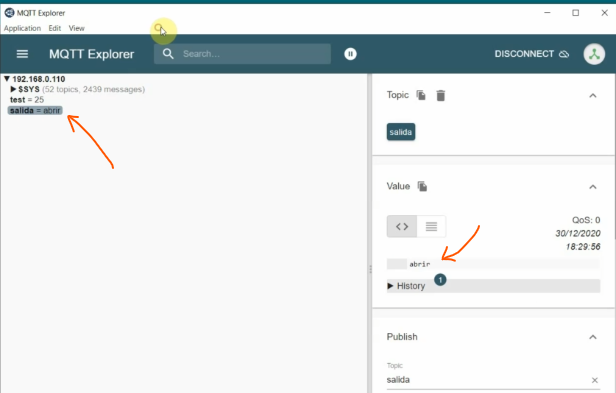 MQTT Explorer
Application Edit View
MQTT Explorer
Search...
DISCONNECT
▼ 192.168.0.110
▶ $SYS (52 topics, 2439 messages)
test = 25
salida = abrir
Topic
salida
Value
QoS: 0
30/12/2020
18:29:56
abrir
▶ History 1
Publish
Topic
salida